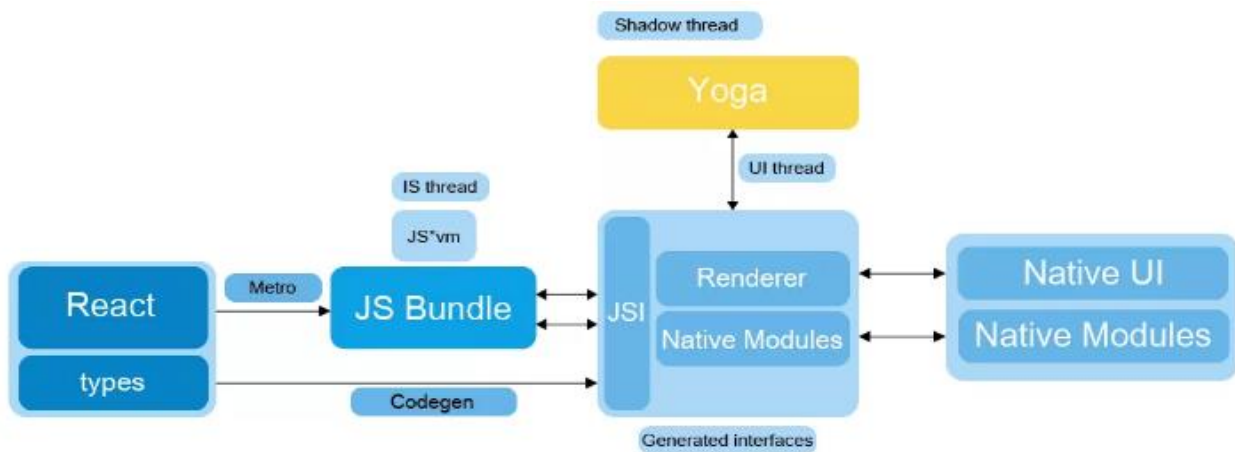 Shadow thread
Yoga
UI thread
IS thread
JS*vm
React
types
Metro
JS Bundle
Codegen
JSI
Renderer
Native Modules
Generated interfaces
Native UI
Native Modules